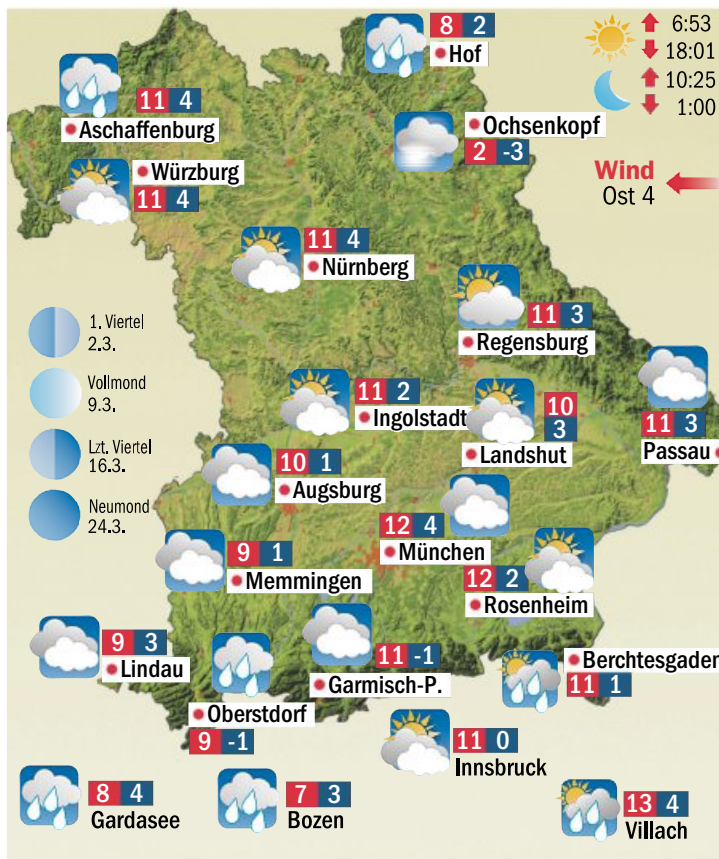 8 2
Hof
6:53
18:01
10:25
1:00
11 4
Aschaffenburg
Ochsenkopf
2 -3
Würzburg
11 4
Wind
Ost 4
11 4
Nürnberg
1. Viertel
2.3.
11 3
Regensburg
Vollmond
9.3.
11 2
Ingolstadt
10
3
Landshut
11 3
Passau
Lzt. Viertel
16.3.
10 1
Augsburg
Neumond
24.3.
12 4
München
9 1
Memmingen
12 2
Rosenheim
9 3
Lindau
11 -1
Garmisch-P.
Berchtesgaden
11 1
Oberstdorf
9 -1
11 0
Innsbruck
8 4
Gardasee
7 3
Bozen
13 4
Villach